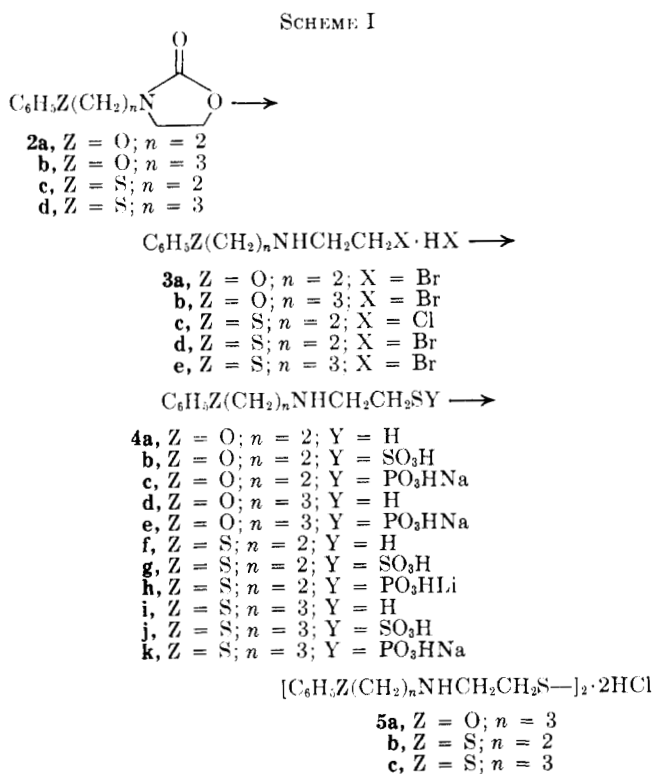 SCHEME I
O
C₆H₅Z(CH₂)ₙN O ⟶
2a, Z = O; n = 2
b, Z = O; n = 3
c, Z = S; n = 2
d, Z = S; n = 3
C₆H₅Z(CH₂)ₙNHCH₂CH₂X · HX ⟶
3a, Z = O; n = 2; X = Br
b, Z = O; n = 3; X = Br
c, Z = S; n = 2; X = Cl
d, Z = S; n = 2; X = Br
e, Z = S; n = 3; X = Br
C₆H₅Z(CH₂)ₙNHCH₂CH₂SY ⟶
4a, Z = O; n = 2; Y = H
b, Z = O; n = 2; Y = SO₃H
c, Z = O; n = 2; Y = PO₃HNa
d, Z = O; n = 3; Y = H
e, Z = O; n = 3; Y = PO₃HNa
f, Z = S; n = 2; Y = H
g, Z = S; n = 2; Y = SO₃H
h, Z = S; n = 2; Y = PO₃HLi
i, Z = S; n = 3; Y = H
j, Z = S; n = 3; Y = SO₃H
k, Z = S; n = 3; Y = PO₃HNa
[C₆H₅Z(CH₂)ₙNHCH₂CH₂S—]₂ · 2HCl
5a, Z = O; n = 3
b, Z = S; n = 2
c, Z = S; n = 3